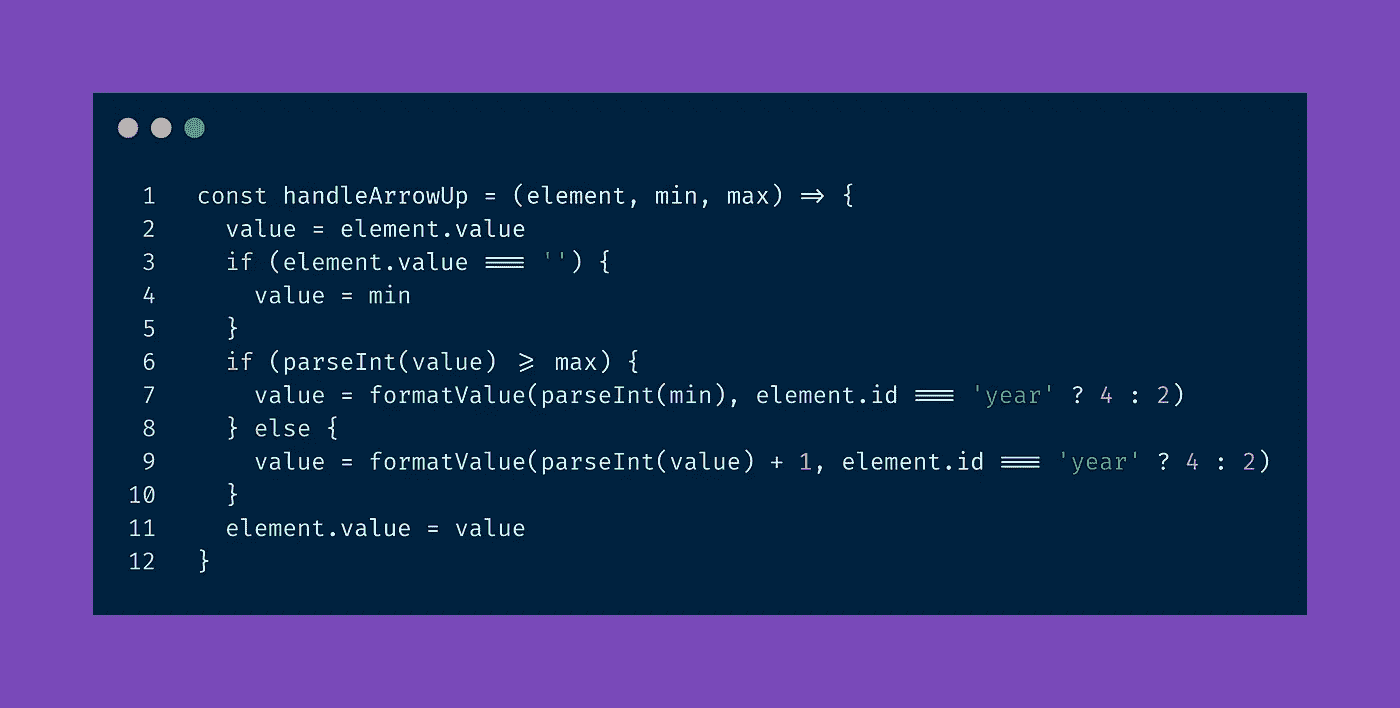 1 const handleArrowUp = (element, min, max) => {
2 value = element.value
3 if (element.value === '') {
4 value = min
5 }
6 if (parseInt(value) >= max) {
7 value = formatValue(parseInt(min), element.id === 'year' ? 4 : 2)
8 } else {
9 value = formatValue(parseInt(value) + 1, element.id === 'year' ? 4 : 2)
10 }
11 element.value = value
12 }